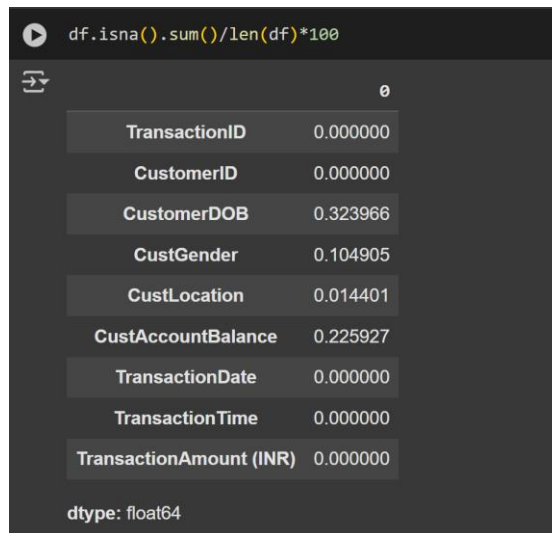 df.isna().sum()/len(df)*100
0
TransactionID 0.000000
CustomerID 0.000000
CustomerDOB 0.323966
CustGender 0.104905
CustLocation 0.014401
CustAccountBalance 0.225927
TransactionDate 0.000000
TransactionTime 0.000000
TransactionAmount (INR) 0.000000
dtype: float64